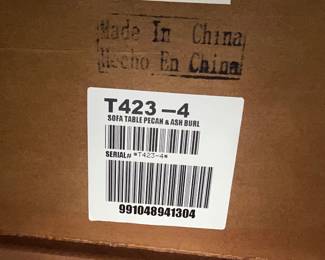 Made In China
Hecho En China
T423-4
SOFA TABLE PECAN & ASH BURL
SERIAL# *T423-4*
991048941304